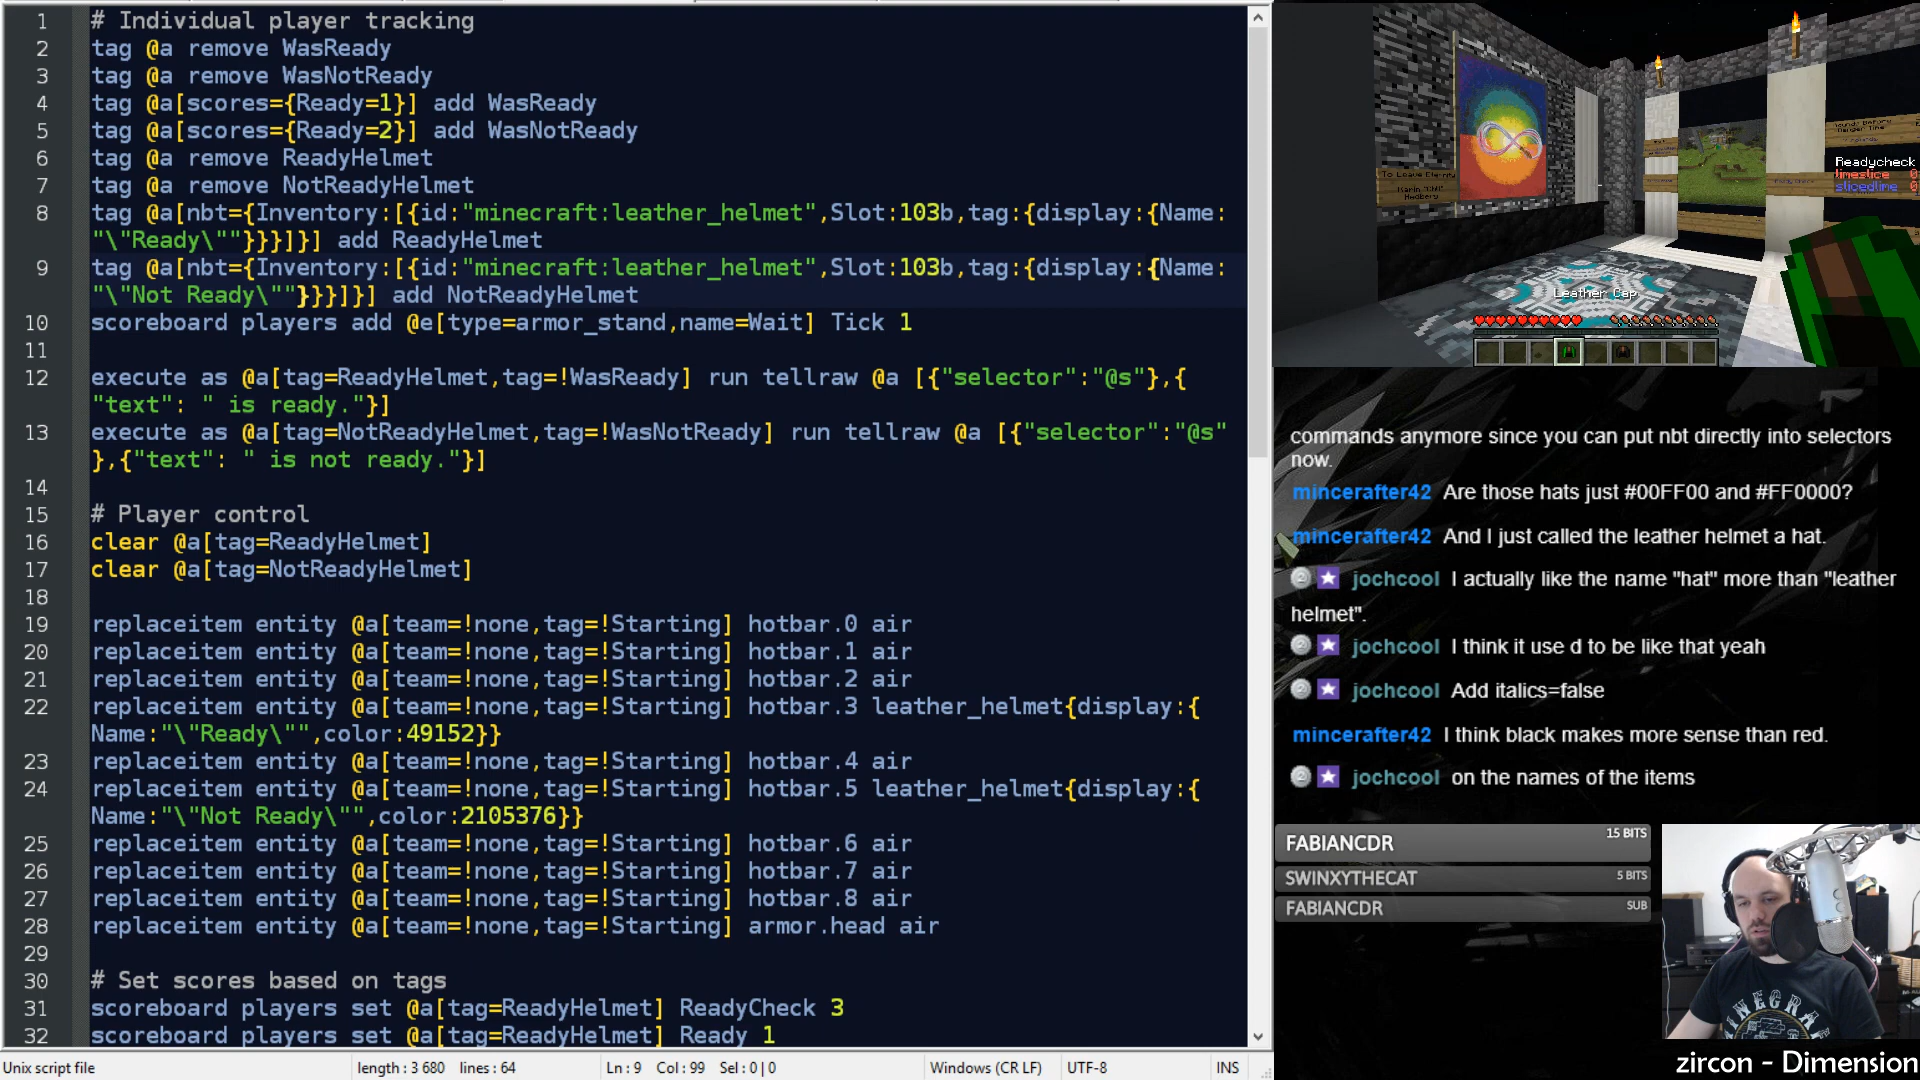 1 # Individual player tracking
2 tag @a remove WasReady
3 tag @a remove WasNotReady
4 tag @a[scores={Ready=1}] add WasReady
5 tag @a[scores={Ready=2}] add WasNotReady
6 tag @a remove ReadyHelmet
7 tag @a remove NotReadyHelmet
8 tag @a[nbt={Inventory:[{id:"minecraft:leather_helmet",Slot:103b,tag:{display:{Name:
"\"Ready\""}}}]}] add ReadyHelmet
9 tag @a[nbt={Inventory:[{id:"minecraft:leather_helmet",Slot:103b,tag:{display:{Name:
"\"Not Ready\""}}}]}] add NotReadyHelmet
10 scoreboard players add @e[type=armor_stand,name=Wait] Tick 1
11
12 execute as @a[tag=ReadyHelmet,tag=!WasReady] run tellraw @a [{"selector":"@s"},{
"text": " is ready."}]
13 execute as @a[tag=NotReadyHelmet,tag=!WasNotReady] run tellraw @a [{"selector":"@s"
},{"text": " is not ready."}]
14
15 # Player control
16 clear @a[tag=ReadyHelmet]
17 clear @a[tag=NotReadyHelmet]
18
19 replaceitem entity @a[team=!none,tag=!Starting] hotbar.0 air
20 replaceitem entity @a[team=!none,tag=!Starting] hotbar.1 air
21 replaceitem entity @a[team=!none,tag=!Starting] hotbar.2 air
22 replaceitem entity @a[team=!none,tag=!Starting] hotbar.3 leather_helmet{display:{
Name:"\"Ready\"",color:49152}}
23 replaceitem entity @a[team=!none,tag=!Starting] hotbar.4 air
24 replaceitem entity @a[team=!none,tag=!Starting] hotbar.5 leather_helmet{display:{
Name:"\"Not Ready\"",color:2105376}}
25 replaceitem entity @a[team=!none,tag=!Starting] hotbar.6 air
26 replaceitem entity @a[team=!none,tag=!Starting] hotbar.7 air
27 replaceitem entity @a[team=!none,tag=!Starting] hotbar.8 air
28 replaceitem entity @a[team=!none,tag=!Starting] armor.head air
29
30 # Set scores based on tags
31 scoreboard players set @a[tag=ReadyHelmet] ReadyCheck 3
32 scoreboard players set @a[tag=ReadyHelmet] Ready 1
Unix script file length : 3 680 lines : 64 Ln : 9 Col : 99 Sel : 0 | 0 Windows (CR LF) UTF-8 INS
To Leave Eternity
Readycheck
limeslice 0
slicedlime 0
Leather Cap
commands anymore since you can put nbt directly into selectors
now.
mincerafter42 Are those hats just #00FF00 and #FF0000?
mincerafter42 And I just called the leather helmet a hat.
jochcool I actually like the name "hat" more than "leather
helmet".
jochcool I think it use d to be like that yeah
jochcool Add italics=false
mincerafter42 I think black makes more sense than red.
jochcool on the names of the items
FABIANCDR 15 BITS
SWINXYTHECAT 5 BITS
FABIANCDR SUB
zircon - Dimension